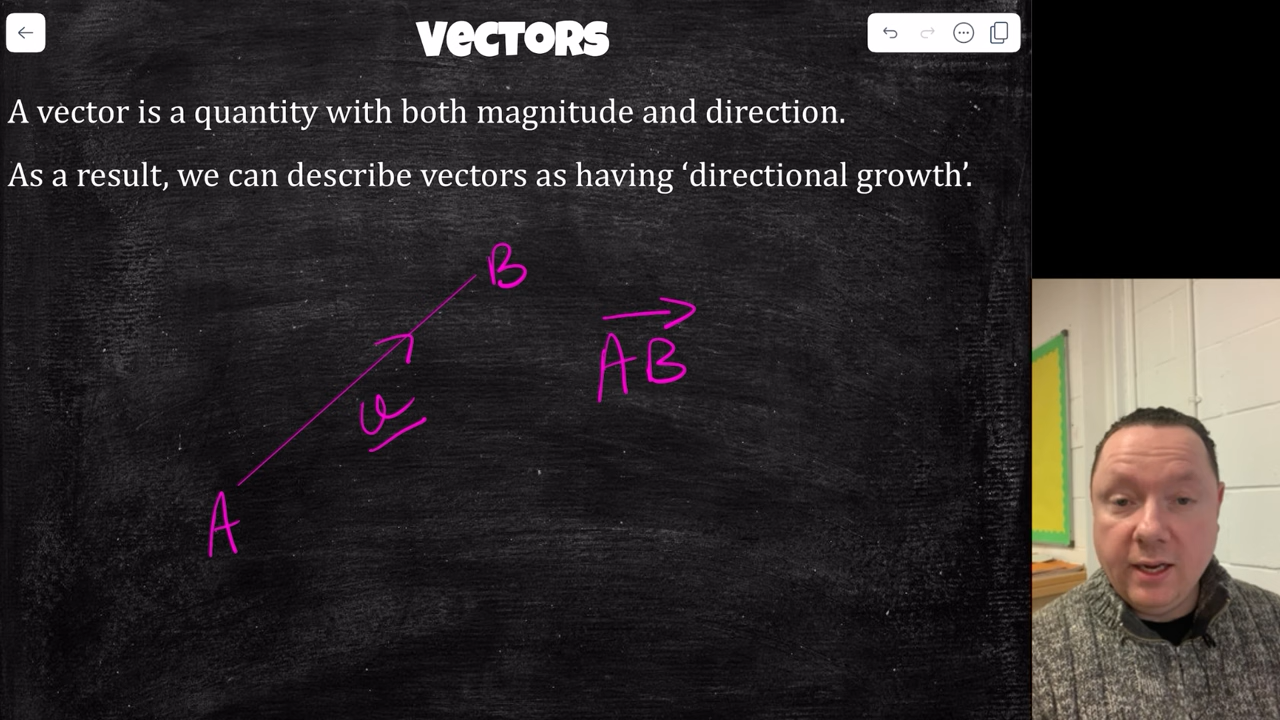 VECTORS
A vector is a quantity with both magnitude and direction.
As a result, we can describe vectors as having ‘directional growth’.
B
AB
A